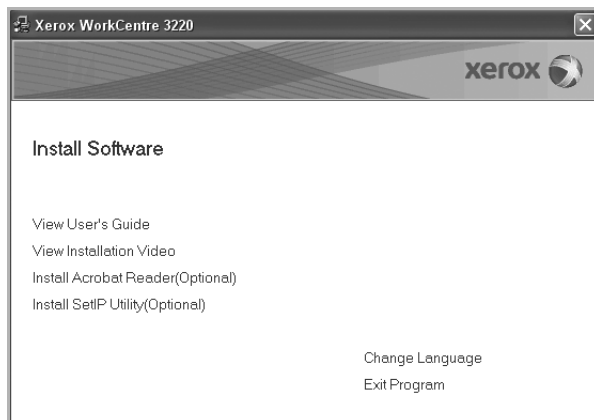 Xerox WorkCentre 3220
xerox
Install Software
View User's Guide
View Installation Video
Install Acrobat Reader(Optional)
Install SetIP Utility(Optional)
Change Language
Exit Program